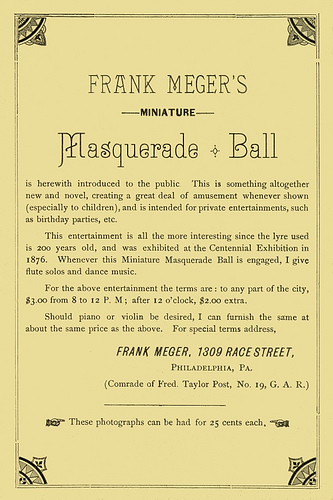 FRANK MEGER'S
MINIATURE
Masquerade Ball
is herewith introduced to the public This is something altogether
new and novel, creating a great deal of amusement whenever shown
(especially to children), and is intended for private entertainments, such
as birthday parties, etc.
This entertainment is all the more interesting since the lyre used
is 200 years old, and was exhibited at the Centennial Exhibition in
1876. Whenever this Miniature Masquerade Ball is engaged, I give
flute solos and dance music.
For the above entertainment the terms are : to any part of the city,
$3.00 from 8 to 12 P. M ; after 12 o'clock, $2.00 extra.
Should piano or violin be desired, I can furnish the same at
about the same price as the above. For special terms address,
FRANK MEGER, 1309 RACE STREET,
PHILADELPHIA, PA.
(Comrade of Fred. Taylor Post, No. 19, G. A. R.)
These photographs can be had for 25 cents each.